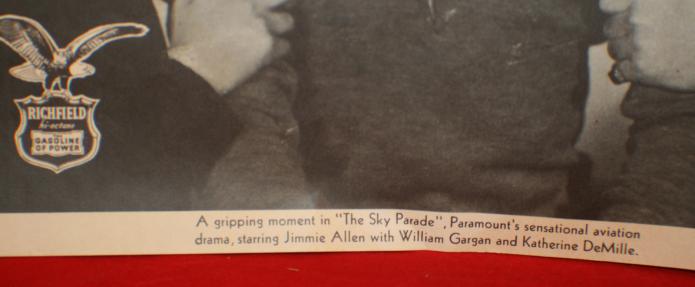 RICHFIELD
hi-octane
THE
GASOLINE
OF POWER
A gripping moment in "The Sky Parade", Paramount's sensational aviation
drama, starring Jimmie Allen with William Gargan and Katherine DeMille.